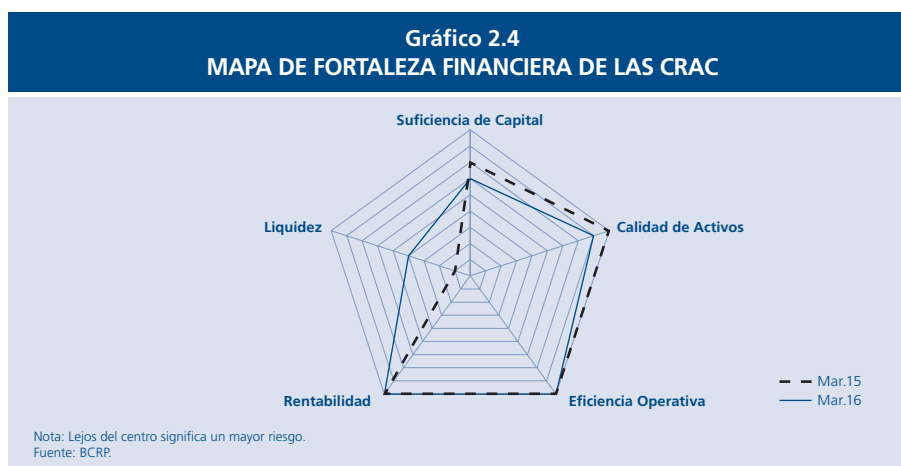 Gráfico 2.4
MAPA DE FORTALEZA FINANCIERA DE LAS CRAC
Suficiencia de Capital
Liquidez
Calidad de Activos
Rentabilidad
Eficiencia Operativa
Mar.15
Mar.16
Nota: Lejos del centro significa un mayor riesgo.
Fuente: BCRP.